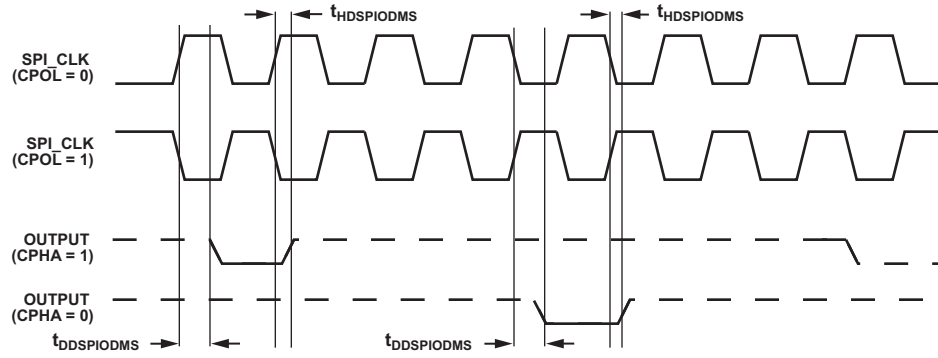 tHDSPIODMS
tHDSPIODMS
SPI_CLK
(CPOL = 0)
SPI_CLK
(CPOL = 1)
OUTPUT
(CPHA = 1)
OUTPUT
(CPHA = 0)
tDDSPIODMS
tDDSPIODMS